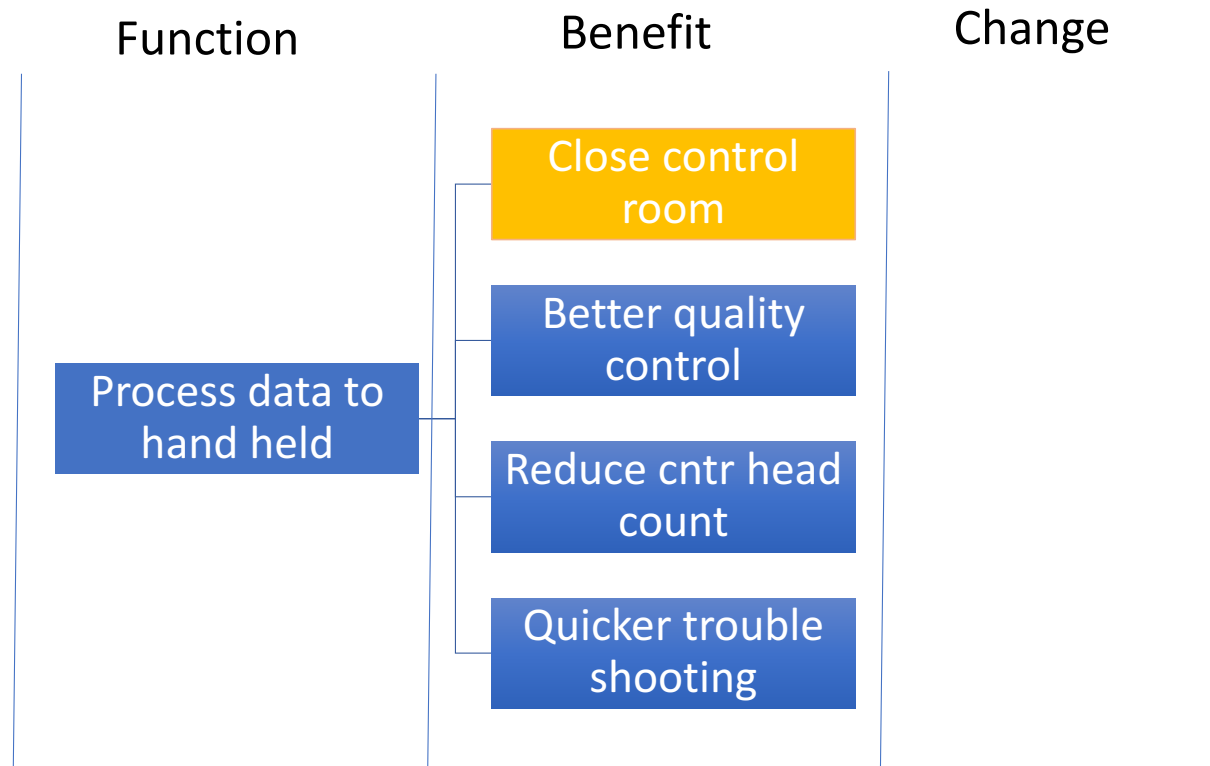 Function
Benefit
Change
Process data to
hand held
Close control
room
Better quality
control
Reduce cntr head
count
Quicker trouble
shooting